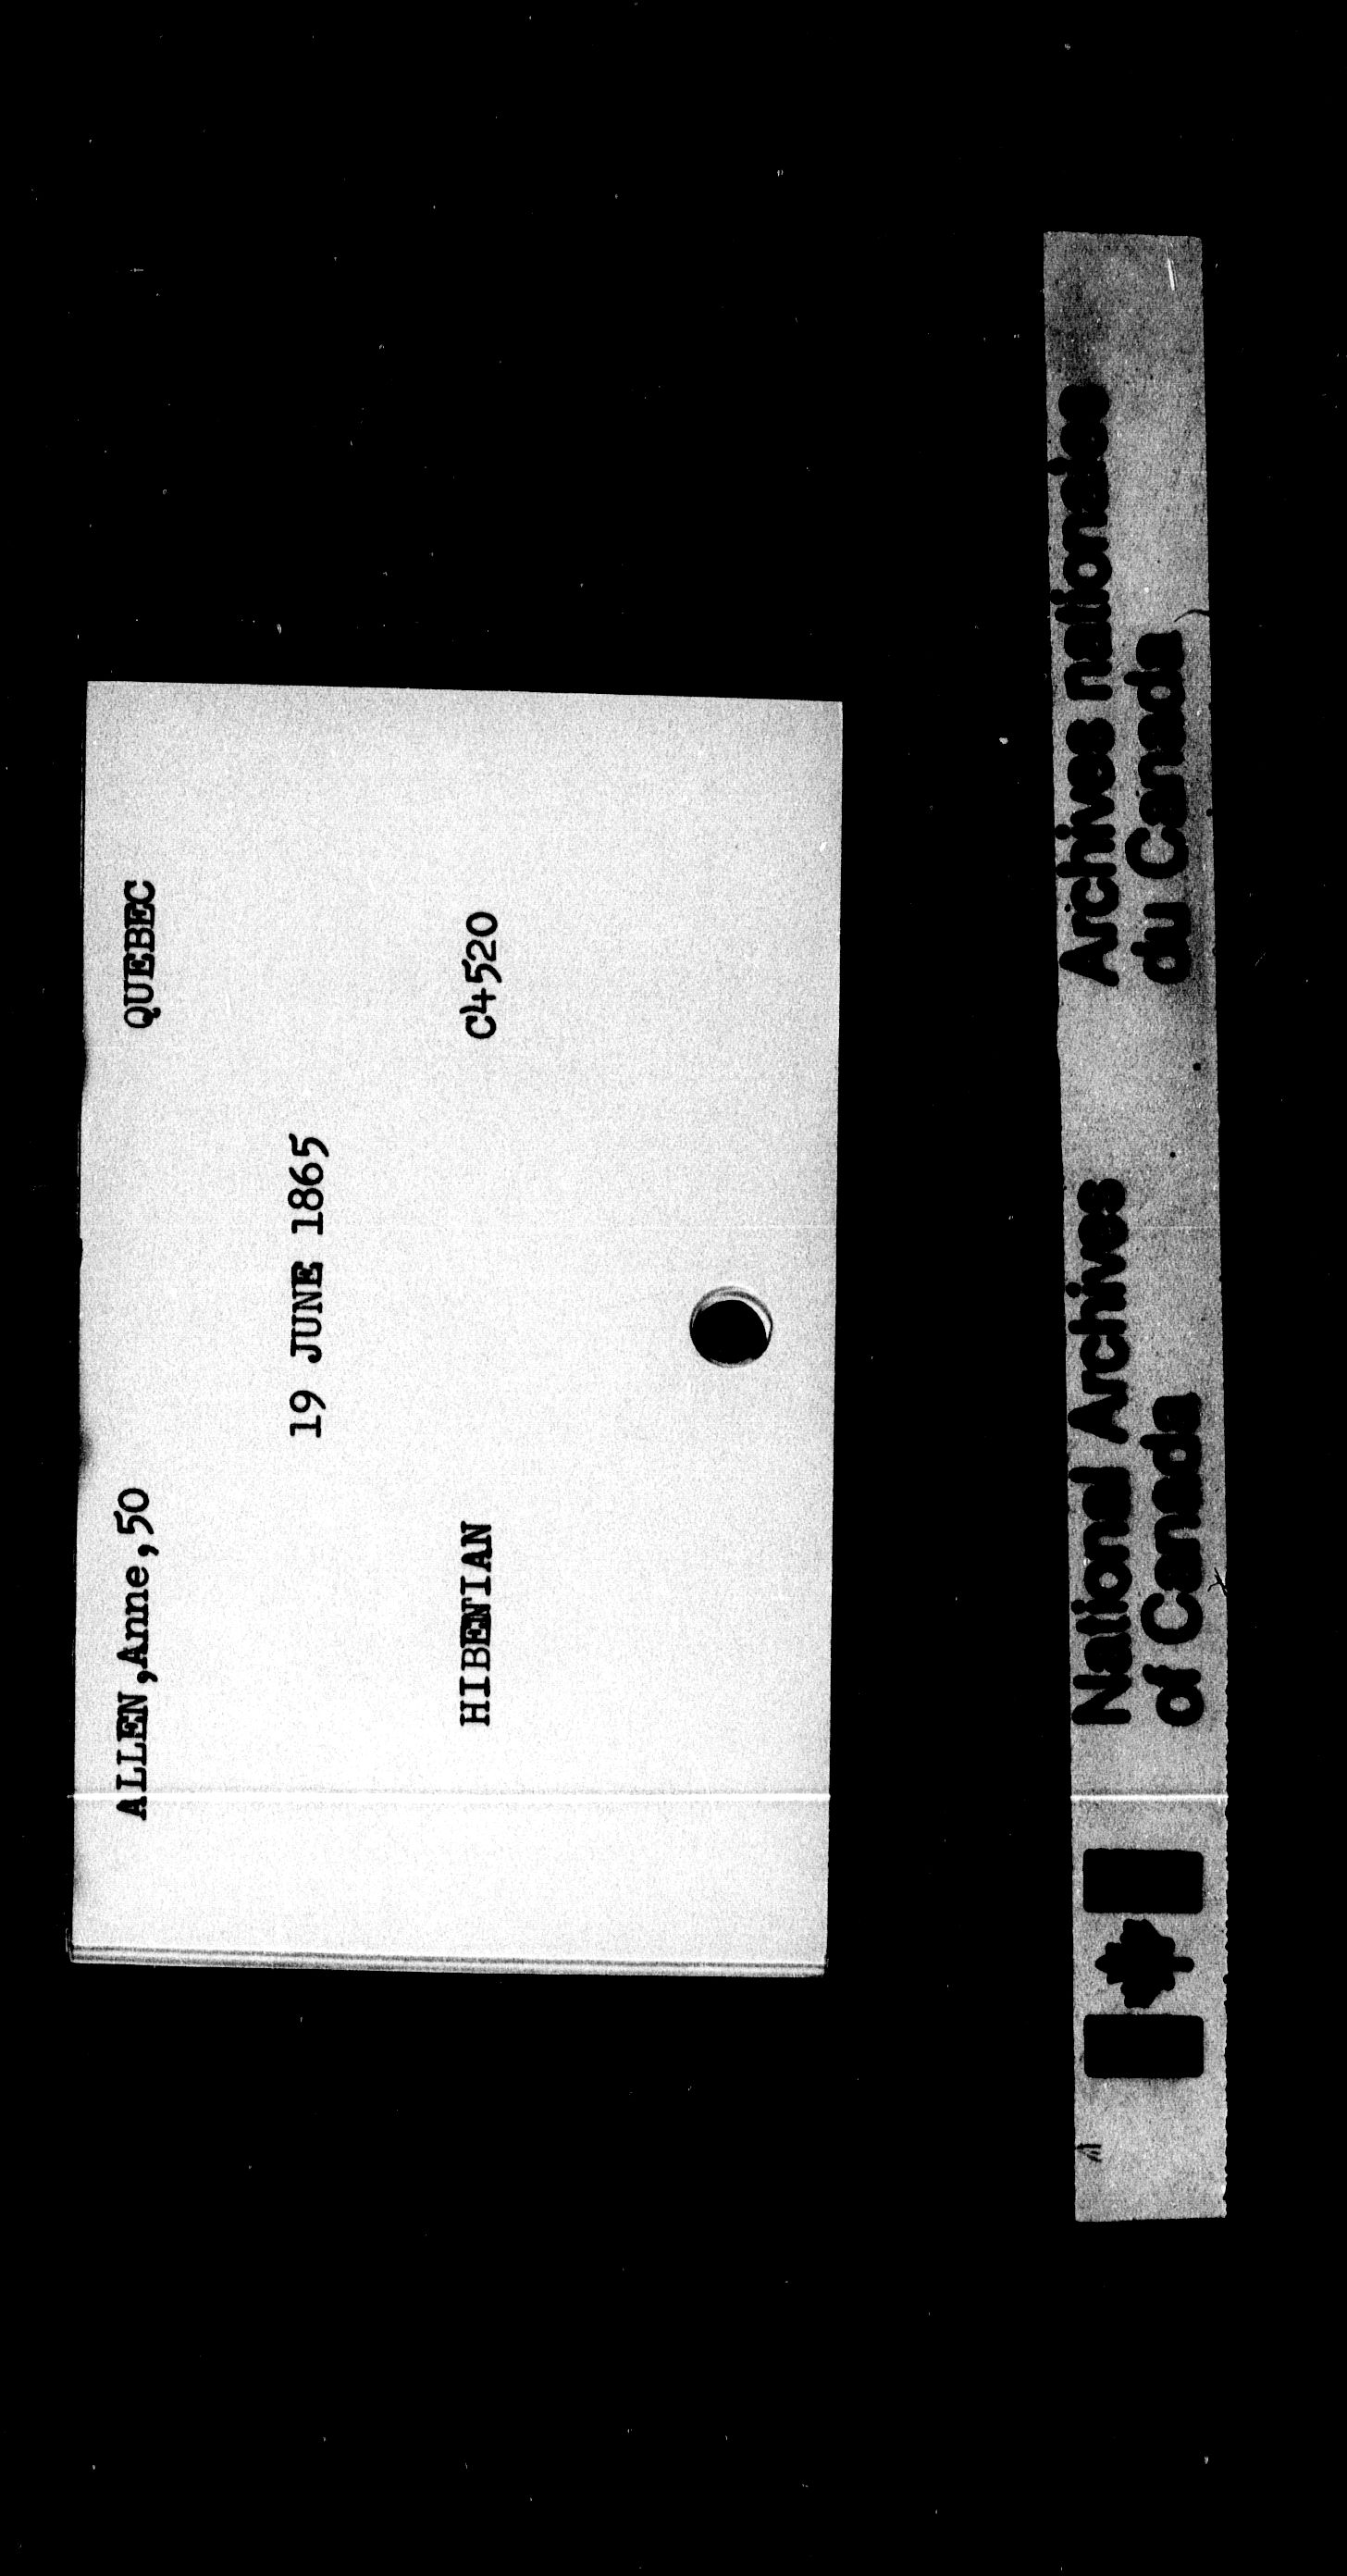 ALLEN,Anne,50 QUEBEC
19 JUNE 1865
HIBENIAN C4520
National Archives Archives nationales
of Canada du Canada